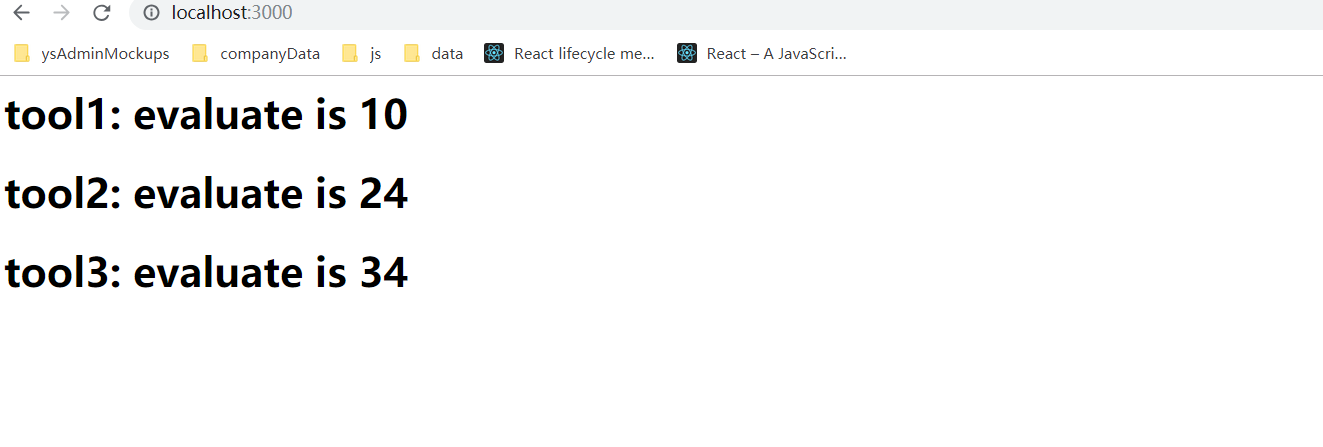 localhost:3000
ysAdminMockups companyData js data React lifecycle me... React – A JavaScri...
tool1: evaluate is 10
tool2: evaluate is 24
tool3: evaluate is 34